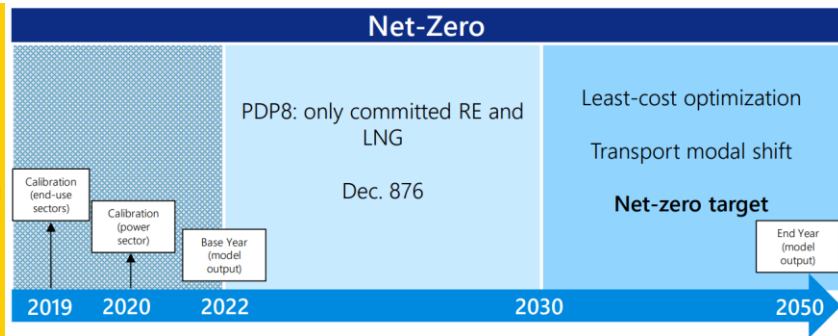 Net-Zero
PDP8: only committed RE and
LNG
Dec. 876
Least-cost optimization
Transport modal shift
Net-zero target
Calibration
(end-use
sectors)
Calibration
(power
sector)
Base Year
(model
output)
End Year
(model
output)
2019
2020
2022
2030
2050